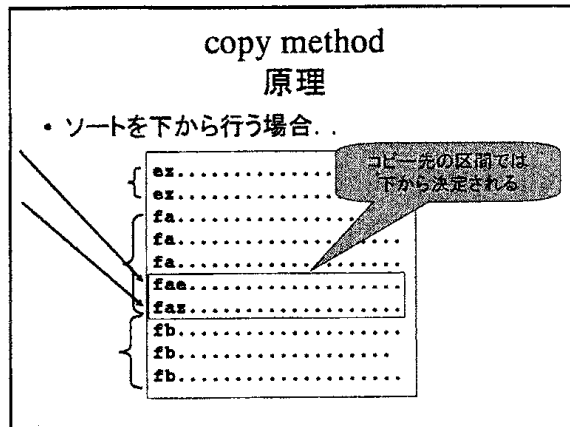 copy method
原理
• ソートを下から行う場合..
コピー先の区間では
下から決定される
ez....................
ez....................
fa....................
fa....................
fa....................
fae...................
faz...................
fb....................
fb...................
fb....................